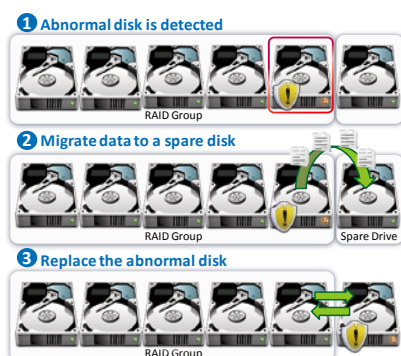 1 Abnormal disk is detected
RAID Group
2 Migrate data to a spare disk
RAID Group
Spare Drive
3 Replace the abnormal disk
RAID Group